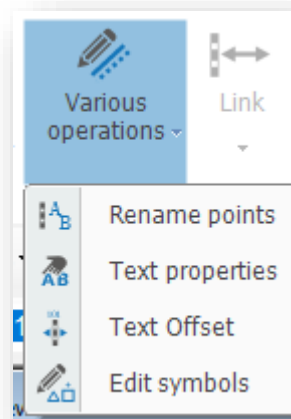 Various
operations
Link
Rename points
Text properties
Text Offset
Edit symbols